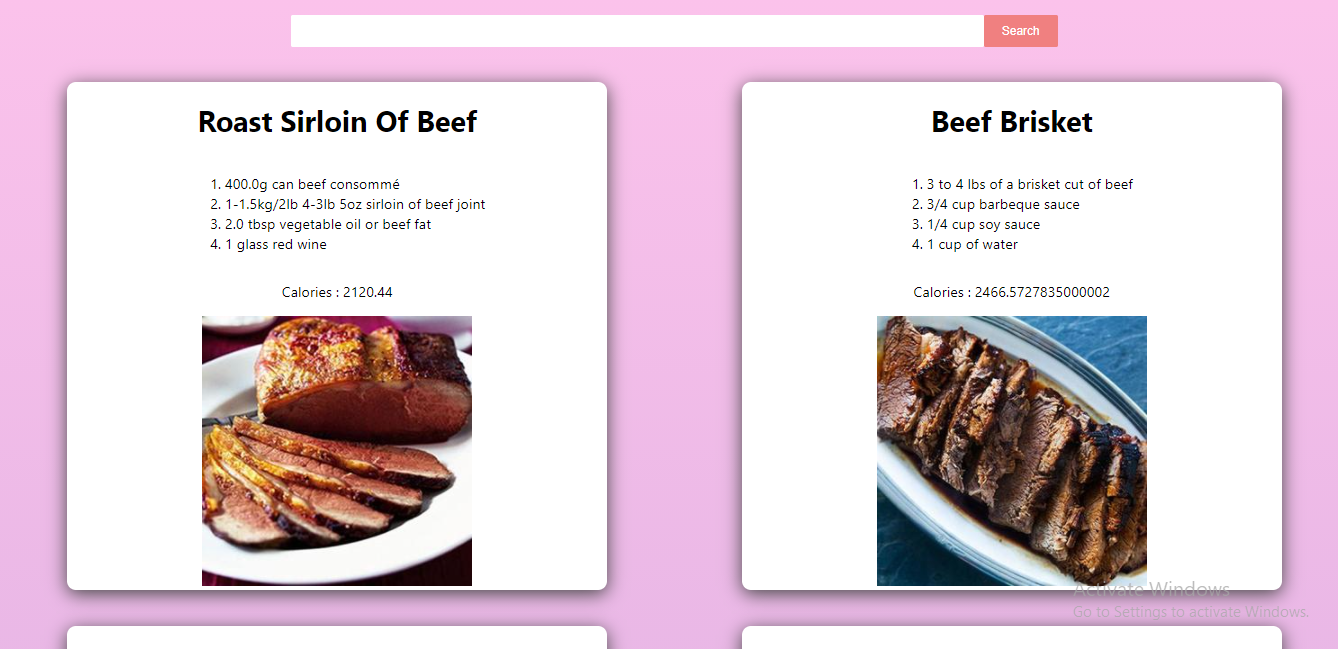 Search
Roast Sirloin Of Beef
1. 400.0g can beef consommé
2. 1-1.5kg/2lb 4-3lb 5oz sirloin of beef joint
3. 2.0 tbsp vegetable oil or beef fat
4. 1 glass red wine
Calories : 2120.44
Beef Brisket
1. 3 to 4 lbs of a brisket cut of beef
2. 3/4 cup barbeque sauce
3. 1/4 cup soy sauce
4. 1 cup of water
Calories : 2466.5727835000002
Activate Windows
Go to Settings to activate Windows.